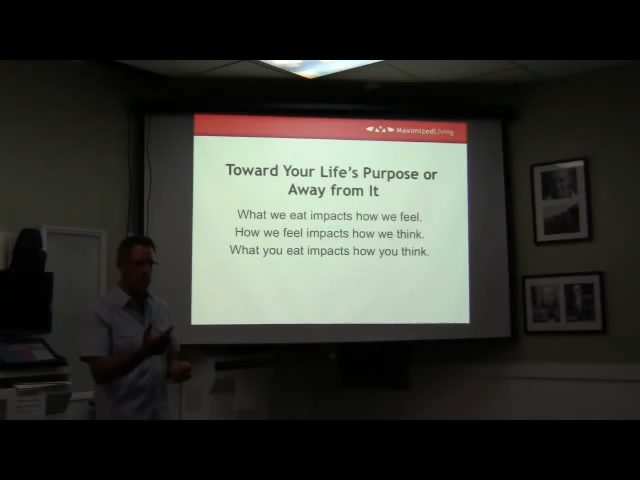 MaximizedLiving
Toward Your Life's Purpose or
Away from It
What we eat impacts how we feel.
How we feel impacts how we think.
What you eat impacts how you think.